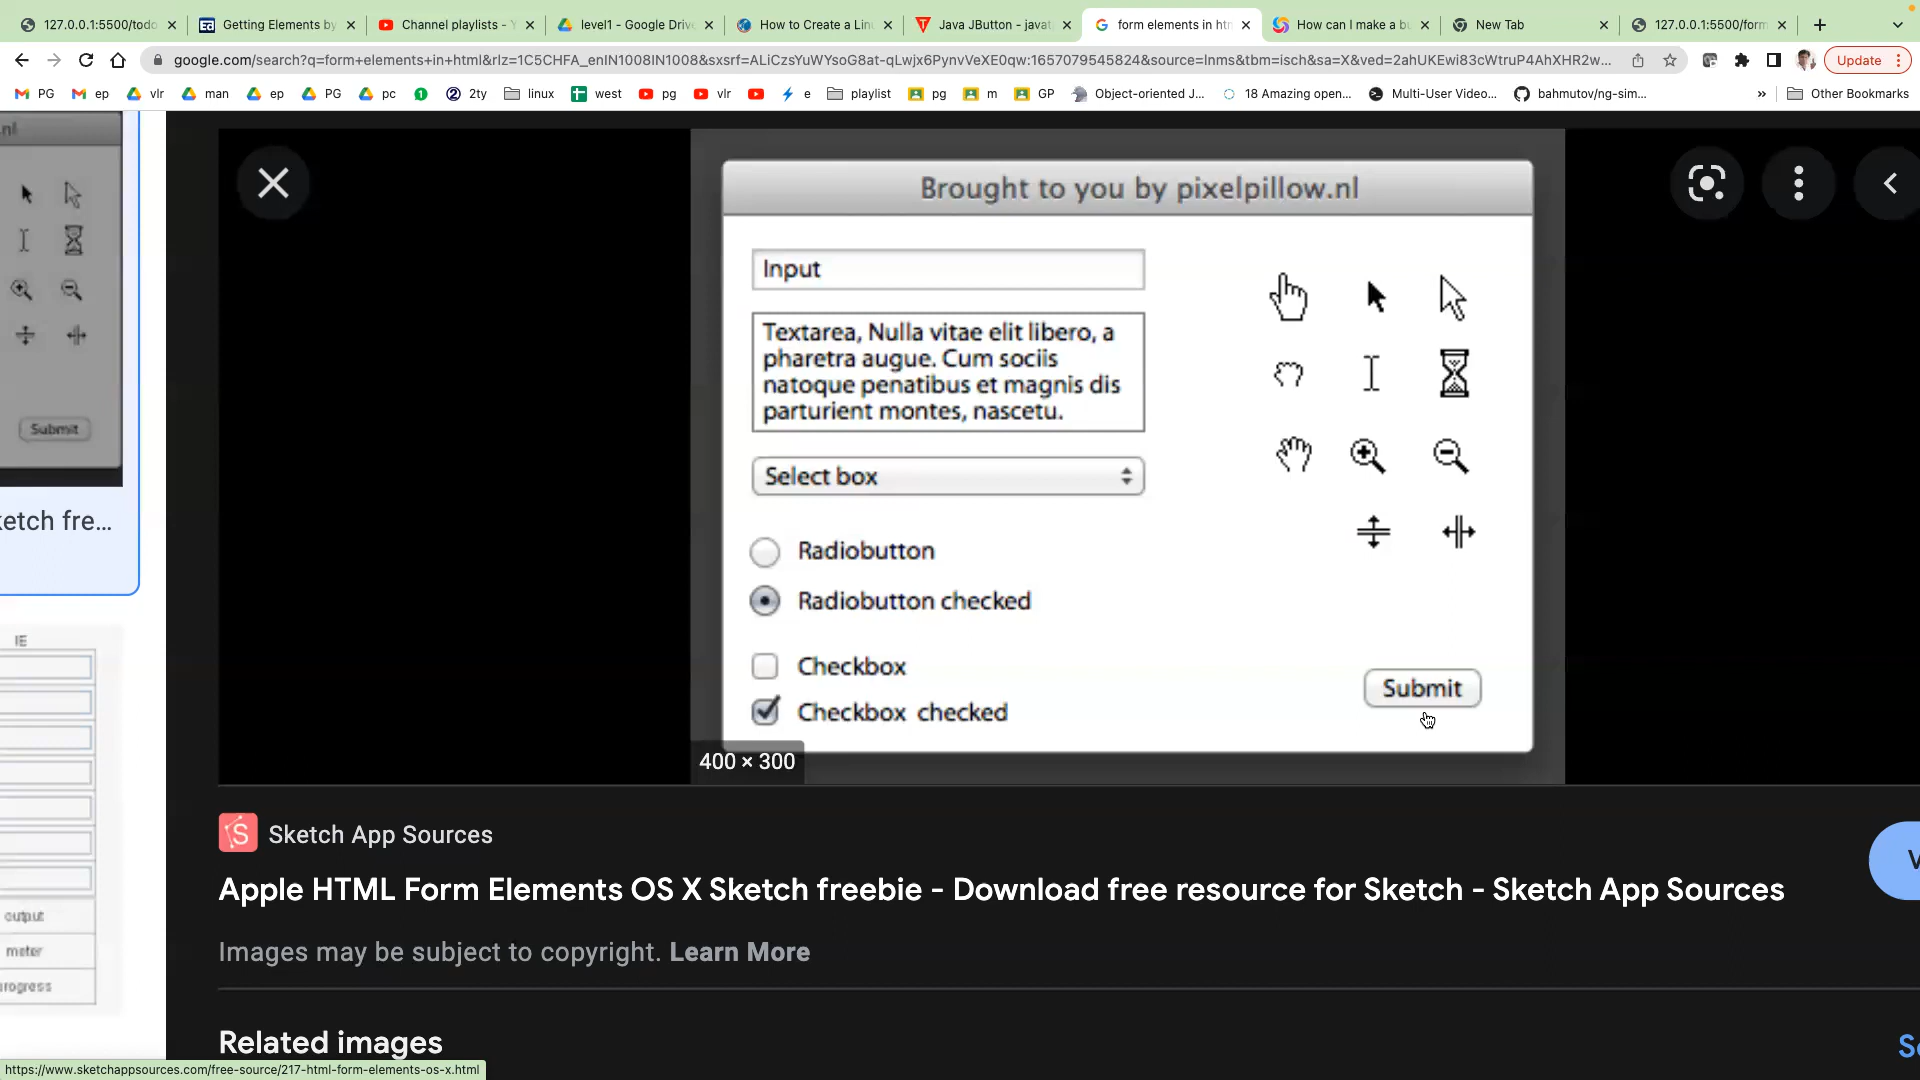 127.0.0.1:5500/todo
Getting Elements by
Channel playlists - Y
level1 - Google Drive
How to Create a Lin
Java JButton - javat
form elements in htm
How can I make a bu
New Tab
127.0.0.1:5500/form
google.com/search?q=form+elements+in+html&rlz=1C5CHFA_enIN1008IN1008&sxsrf=ALiCzsYuWYsoG8at-qLwjx6PynvVeXE0qw:1657079545824&source=lnms&tbm=isch&sa=X&ved=2ahUKEwi83cWtruP4AhXHR2w...
Update
PG
ep
vlr
man
ep
PG
pc
2ty
linux
west
pg
vlr
e
playlist
pg
m
GP
Object-oriented J...
18 Amazing open...
Multi-User Video...
bahmutov/ng-sim...
»
Other Bookmarks
.nl
Submit
ketch fre...
IE
output
meter
progress
Brought to you by pixelpillow.nl
Input
Textarea, Nulla vitae elit libero, a
pharetra augue. Cum sociis
natoque penatibus et magnis dis
parturient montes, nascetu.
Select box
Radiobutton
Radiobutton checked
Checkbox
Checkbox checked
Submit
400 × 300
Sketch App Sources
Apple HTML Form Elements OS X Sketch freebie - Download free resource for Sketch - Sketch App Sources
Images may be subject to copyright. Learn More
Related images
https://www.sketchappsources.com/free-source/217-html-form-elements-os-x.html